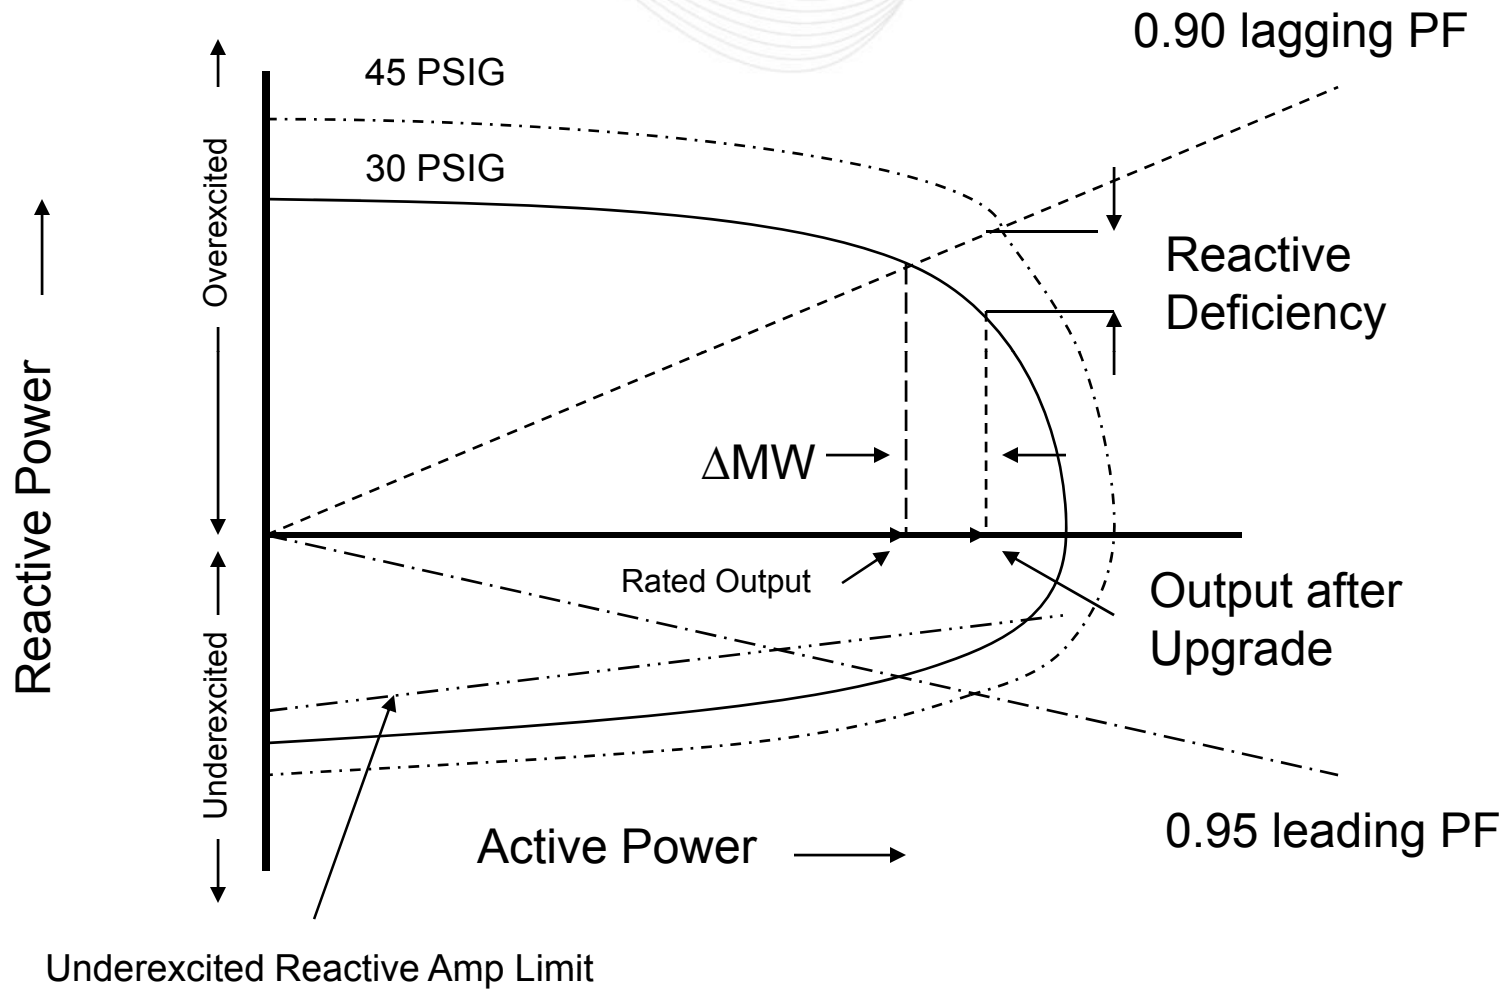 0.90 lagging PF
45 PSIG
30 PSIG
Overexcited
Reactive Power
Reactive
Deficiency
ΔMW
Rated Output
Output after
Upgrade
Underexcited
Active Power
0.95 leading PF
Underexcited Reactive Amp Limit